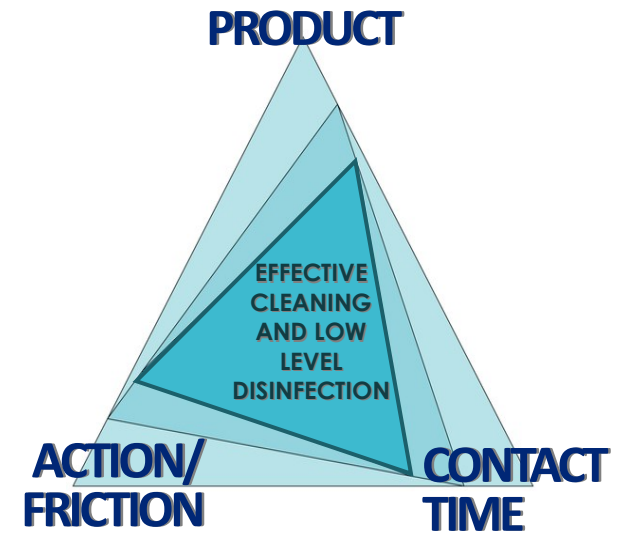 PRODUCT
EFFECTIVE
CLEANING
AND LOW
LEVEL
DISINFECTION
ACTION/
FRICTION
CONTACT
TIME